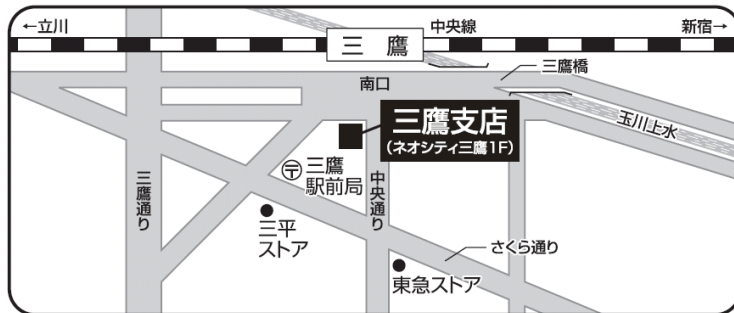 ←立川
中央線
新宿→
三鷹
三鷹橋
南口
三鷹支店
(ネオシティ三鷹1F)
玉川上水
〒
三鷹
駅前局
三鷹通り
中央通り
三平
ストア
さくら通り
東急ストア